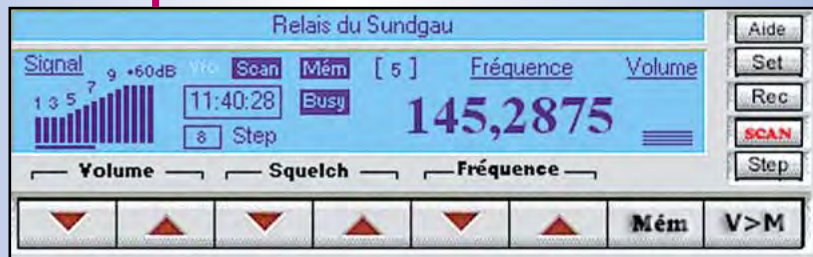 Relais du Sundgau
Signal
1 3 5 7 9 +60dB
Vfo Scan Mém [ 5 ] Fréquence Volume
11:40:28 Busy
145,2875
8 Step
Volume Squelch Fréquence
Mém V>M
Aide
Set
Rec
SCAN
Step